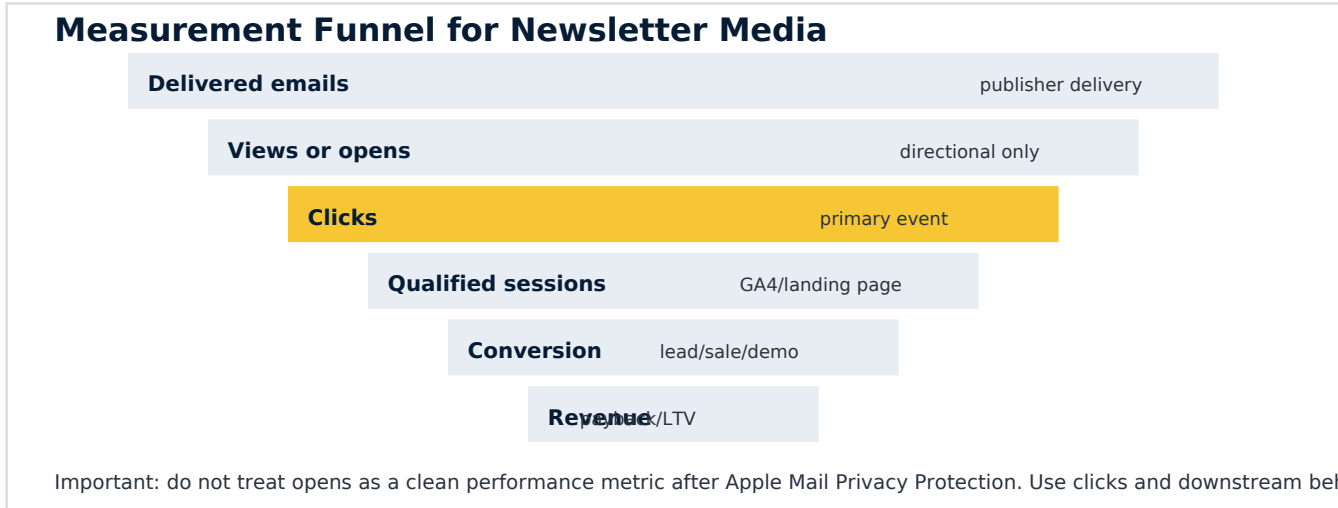 Measurement Funnel for Newsletter Media
Delivered emails publisher delivery
Views or opens directional only
Clicks primary event
Qualified sessions GA4/landing page
Conversion lead/sale/demo
Revenue payback/LTV
Important: do not treat opens as a clean performance metric after Apple Mail Privacy Protection. Use clicks and downstream